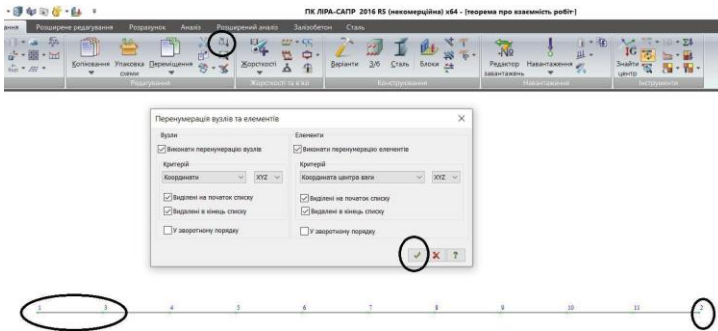 ПК ЛІРА-САПР 2016 R5 (некомерційна) x64 - [теорема про взаємність робіт]
Розширене редагування Розрахунок Аналіз Розширений аналіз Залізобетон Сталь
Копіювання Упаковка схеми Переміщення Жорсткості Варіанти З/б Сталь Блоки Редактор завантажень Навантаження Знайти центр
Редагування Жорсткості та в'язі Конструювання Навантаження Інструменти
Перенумерація вузлів та елементів
Вузли Елементи
Виконати перенумерацію вузлів Виконати перенумерацію елементів
Критерій Критерій
Координати XYZ Координата центра ваги XYZ
Виділені на початок списку Виділені на початок списку
Видалені в кінець списку Видалені в кінець списку
У зворотному порядку У зворотному порядку
?
1 3 4 5 6 7 8 9 10 11 2